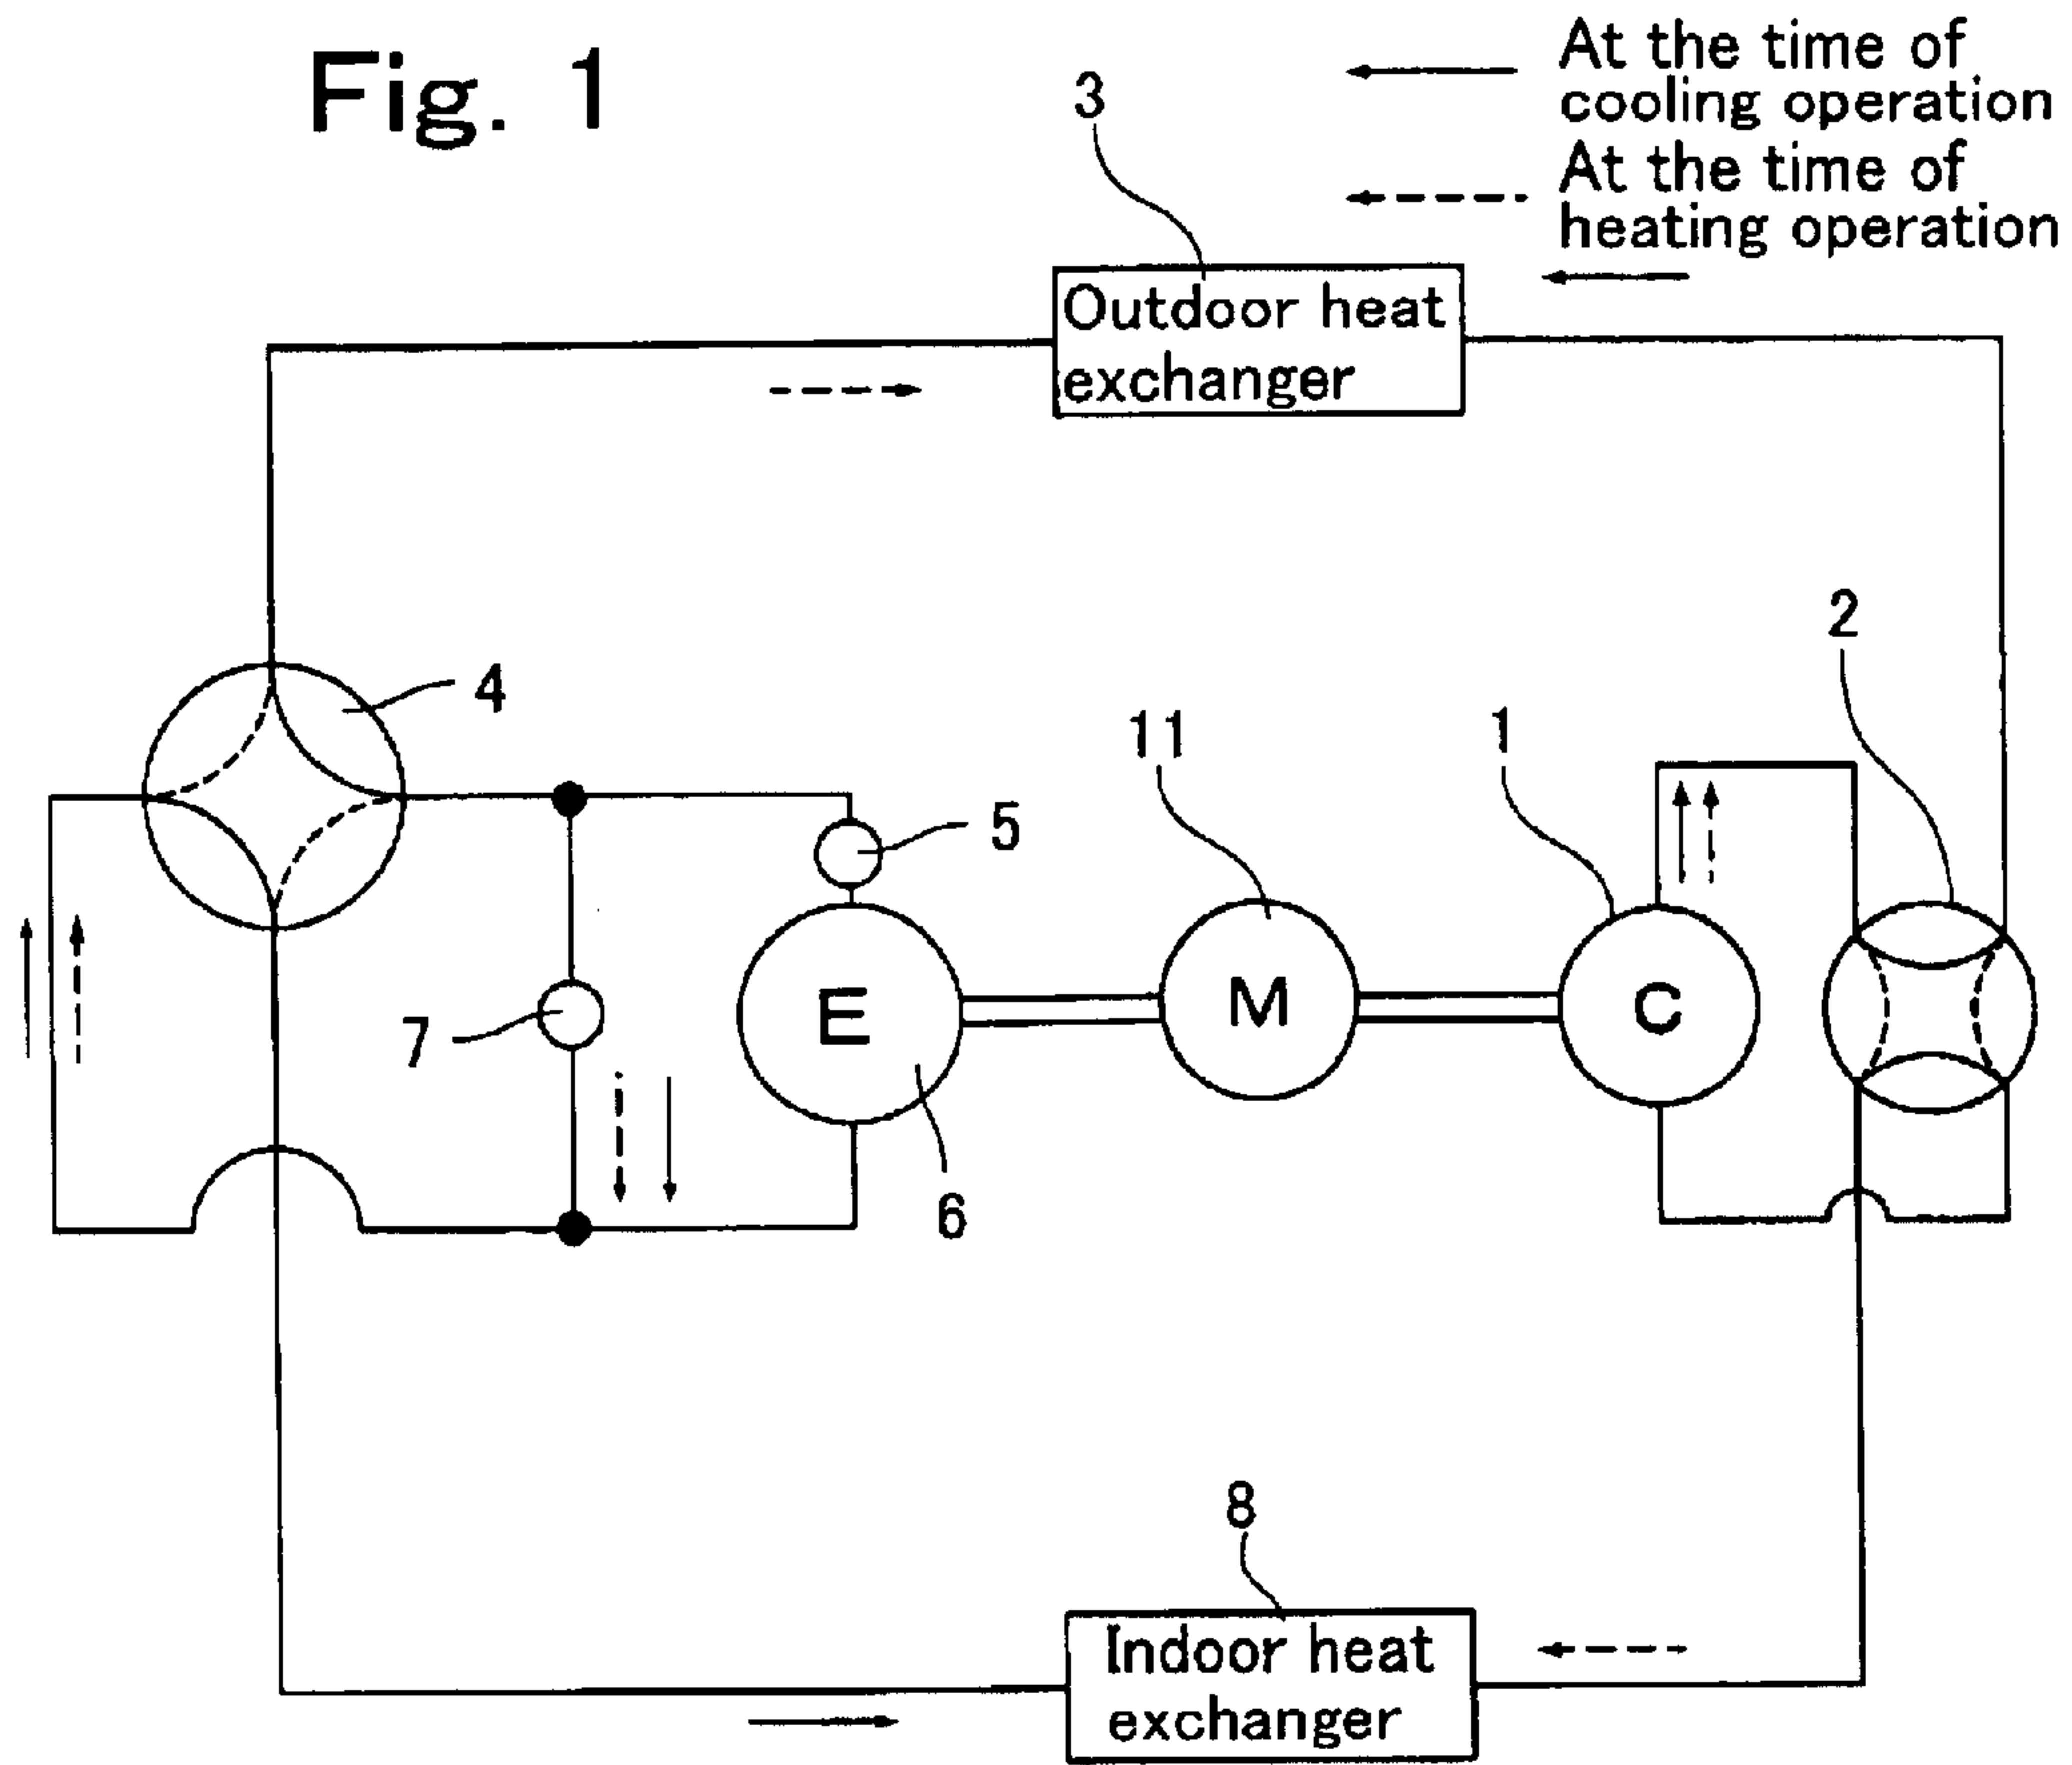 Fig. 1
At the time of
cooling operation
At the time of
heating operation
3
Outdoor heat
exchanger
2
4
11
1
5
7
E
M
C
6
8
Indoor heat
exchanger